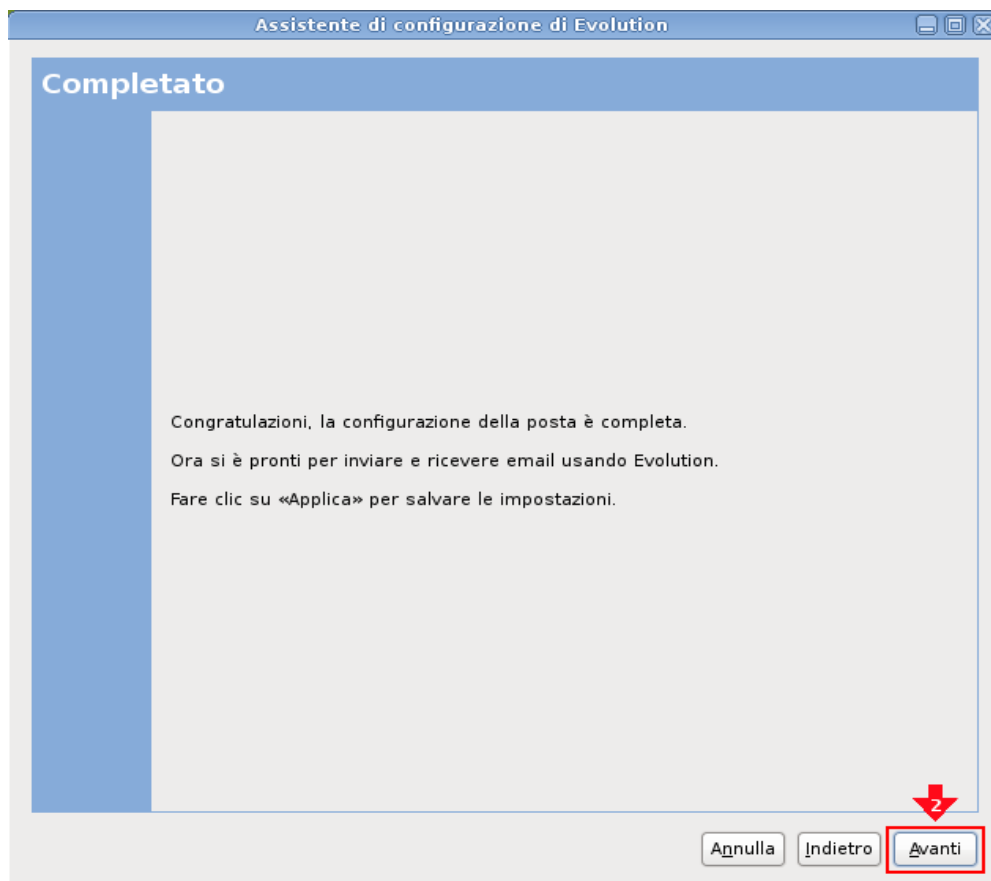 Assistente di configurazione di Evolution
Completato
Congratulazioni, la configurazione della posta è completa.
Ora si è pronti per inviare e ricevere email usando Evolution.
Fare clic su «Applica» per salvare le impostazioni.
2
Annulla Indietro Avanti